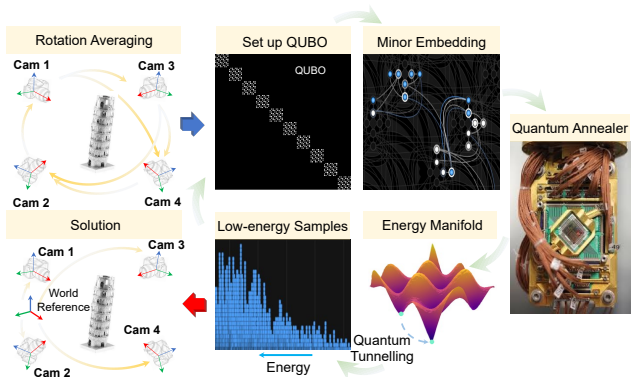 Rotation Averaging
Cam 1
Cam 3
Cam 2
Cam 4
Set up QUBO
QUBO
Minor Embedding
Quantum Annealer
Solution
Cam 1
Cam 3
World
Reference
Cam 4
Cam 2
Low-energy Samples
Energy
Energy Manifold
Quantum
Tunnelling